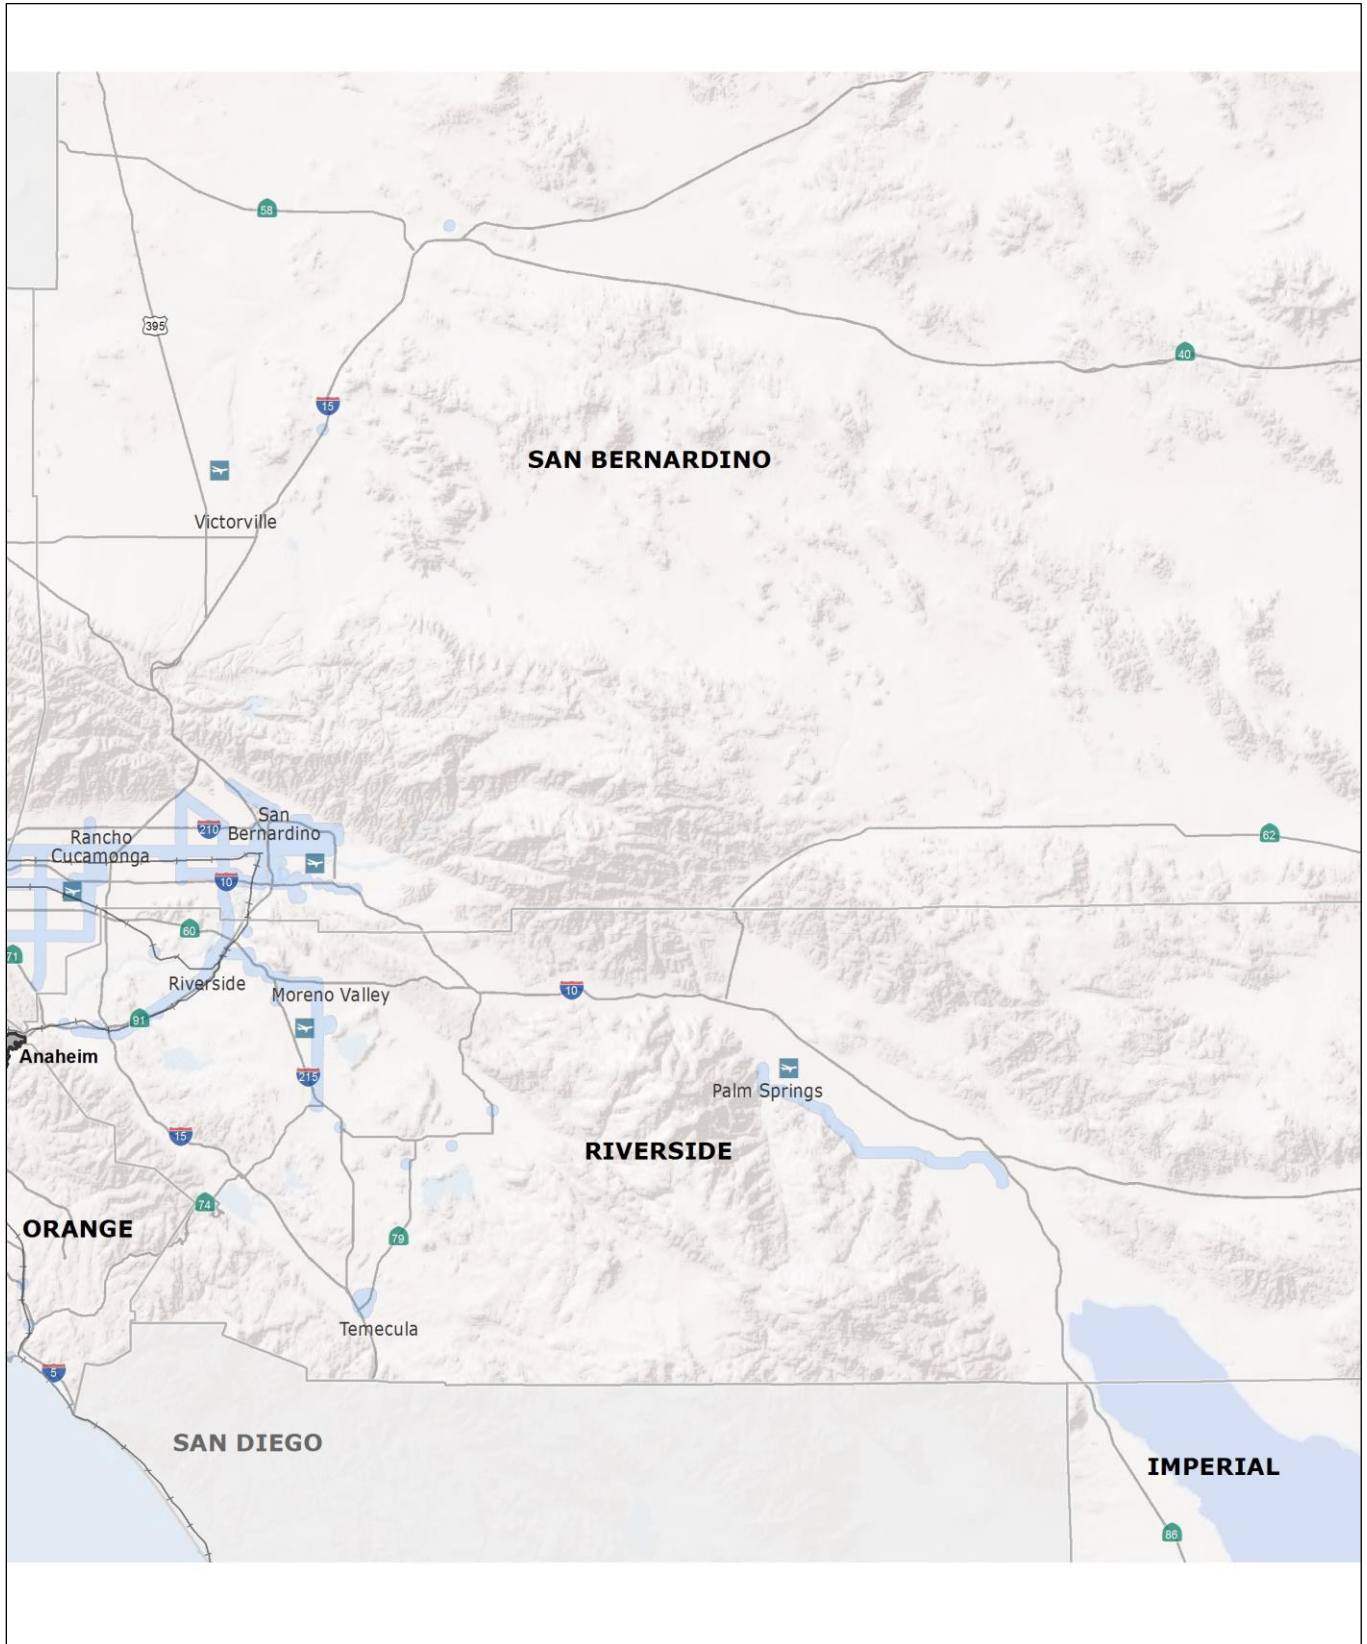 58
395
40
15
SAN BERNARDINO
Victorville
San
Bernardino
210
Rancho
Cucamonga
62
10
60
71
Riverside
Moreno Valley
10
91
Anaheim
215
Palm Springs
15
RIVERSIDE
74
ORANGE
79
Temecula
5
SAN DIEGO
IMPERIAL
86